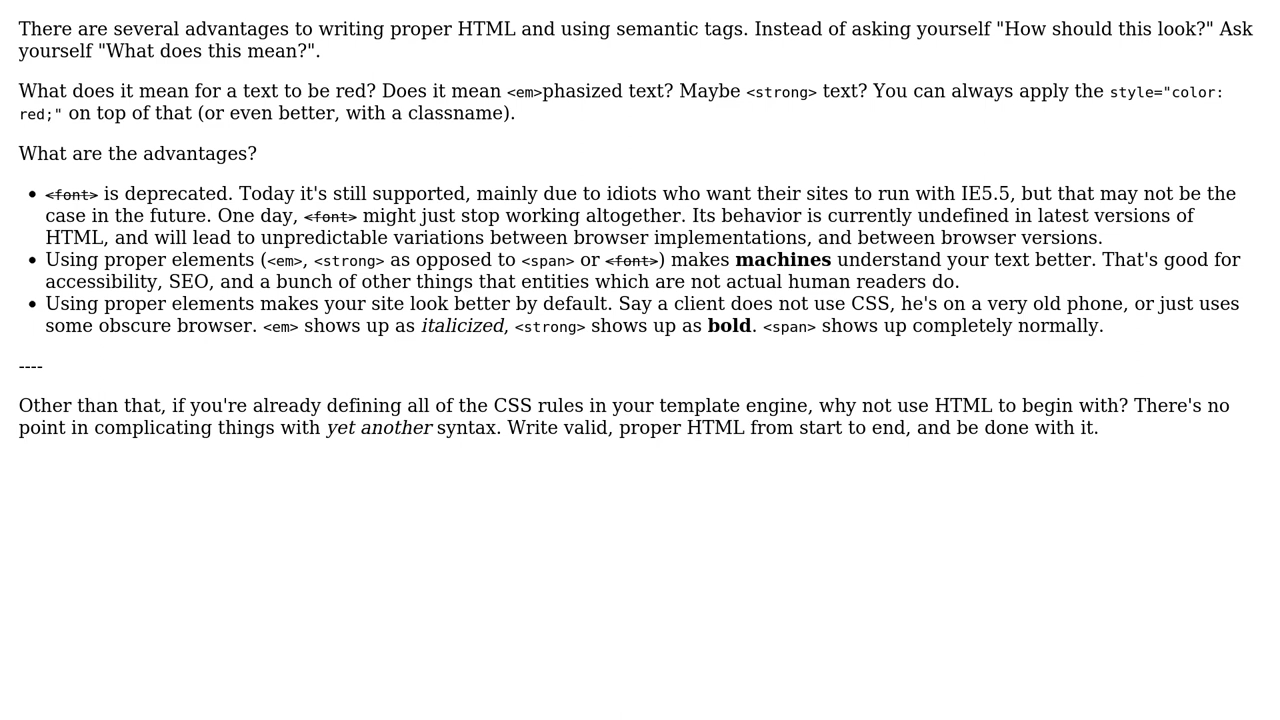 There are several advantages to writing proper HTML and using semantic tags. Instead of asking yourself "How should this look?" Ask
yourself "What does this mean?".
What does it mean for a text to be red? Does it mean <em>phasized text? Maybe <strong> text? You can always apply the style="color:
red;" on top of that (or even better, with a classname).
What are the advantages?
• <font> is deprecated. Today it's still supported, mainly due to idiots who want their sites to run with IE5.5, but that may not be the
case in the future. One day, <font> might just stop working altogether. Its behavior is currently undefined in latest versions of
HTML, and will lead to unpredictable variations between browser implementations, and between browser versions.
• Using proper elements (<em>, <strong> as opposed to <span> or <font>) makes machines understand your text better. That's good for
accessibility, SEO, and a bunch of other things that entities which are not actual human readers do.
• Using proper elements makes your site look better by default. Say a client does not use CSS, he's on a very old phone, or just uses
some obscure browser. <em> shows up as italicized, <strong> shows up as bold. <span> shows up completely normally.
----
Other than that, if you're already defining all of the CSS rules in your template engine, why not use HTML to begin with? There's no
point in complicating things with yet another syntax. Write valid, proper HTML from start to end, and be done with it.